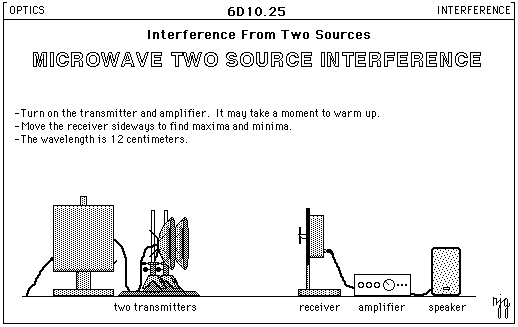 OPTICS 6D10.25 INTERFERENCE
Interference From Two Sources
MICROWAVE TWO SOURCE INTERFERENCE
-Turn on the transmitter and amplifier. It may take a moment to warm up.
-Move the receiver sideways to find maxima and minima.
-The wavelength is 12 centimeters.
two transmitters receiver amplifier speaker
njg